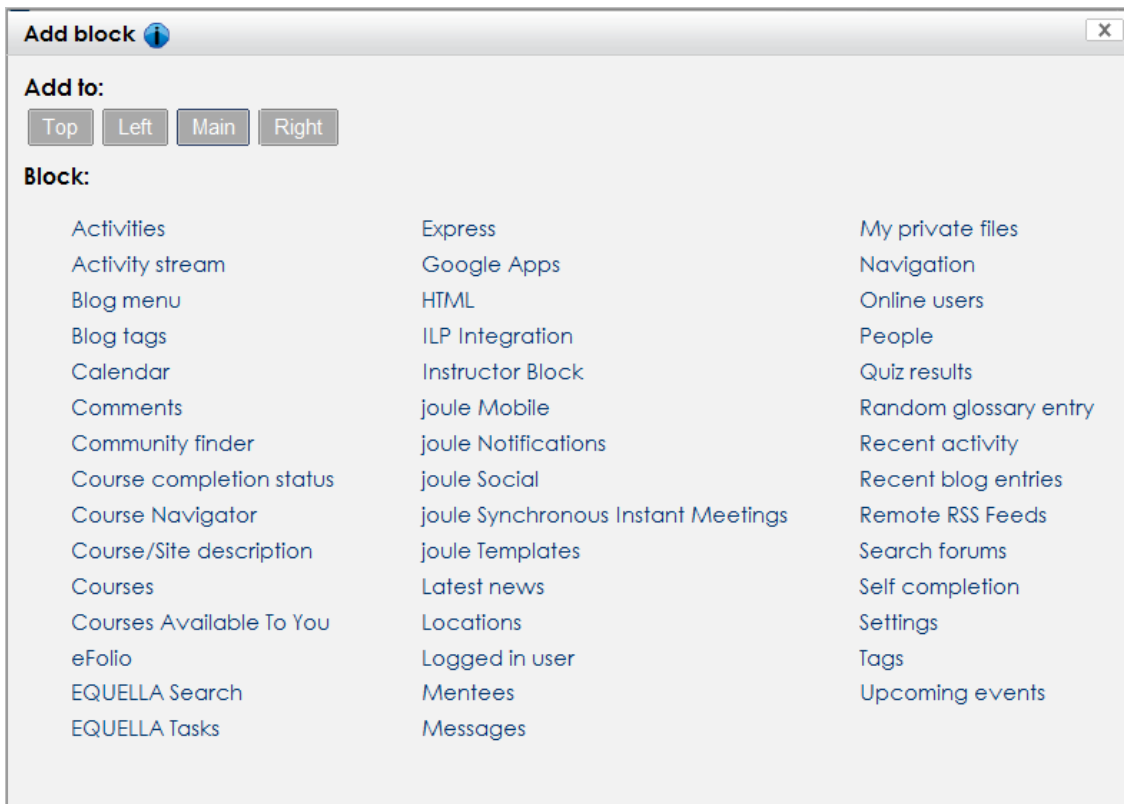 Add block
X
Add to:
Top Left Main Right
Block:
Activities
Activity stream
Blog menu
Blog tags
Calendar
Comments
Community finder
Course completion status
Course Navigator
Course/Site description
Courses
Courses Available To You
eFolio
EQUELLA Search
EQUELLA Tasks
Express
Google Apps
HTML
ILP Integration
Instructor Block
joule Mobile
joule Notifications
joule Social
joule Synchronous Instant Meetings
joule Templates
Latest news
Locations
Logged in user
Mentees
Messages
My private files
Navigation
Online users
People
Quiz results
Random glossary entry
Recent activity
Recent blog entries
Remote RSS Feeds
Search forums
Self completion
Settings
Tags
Upcoming events